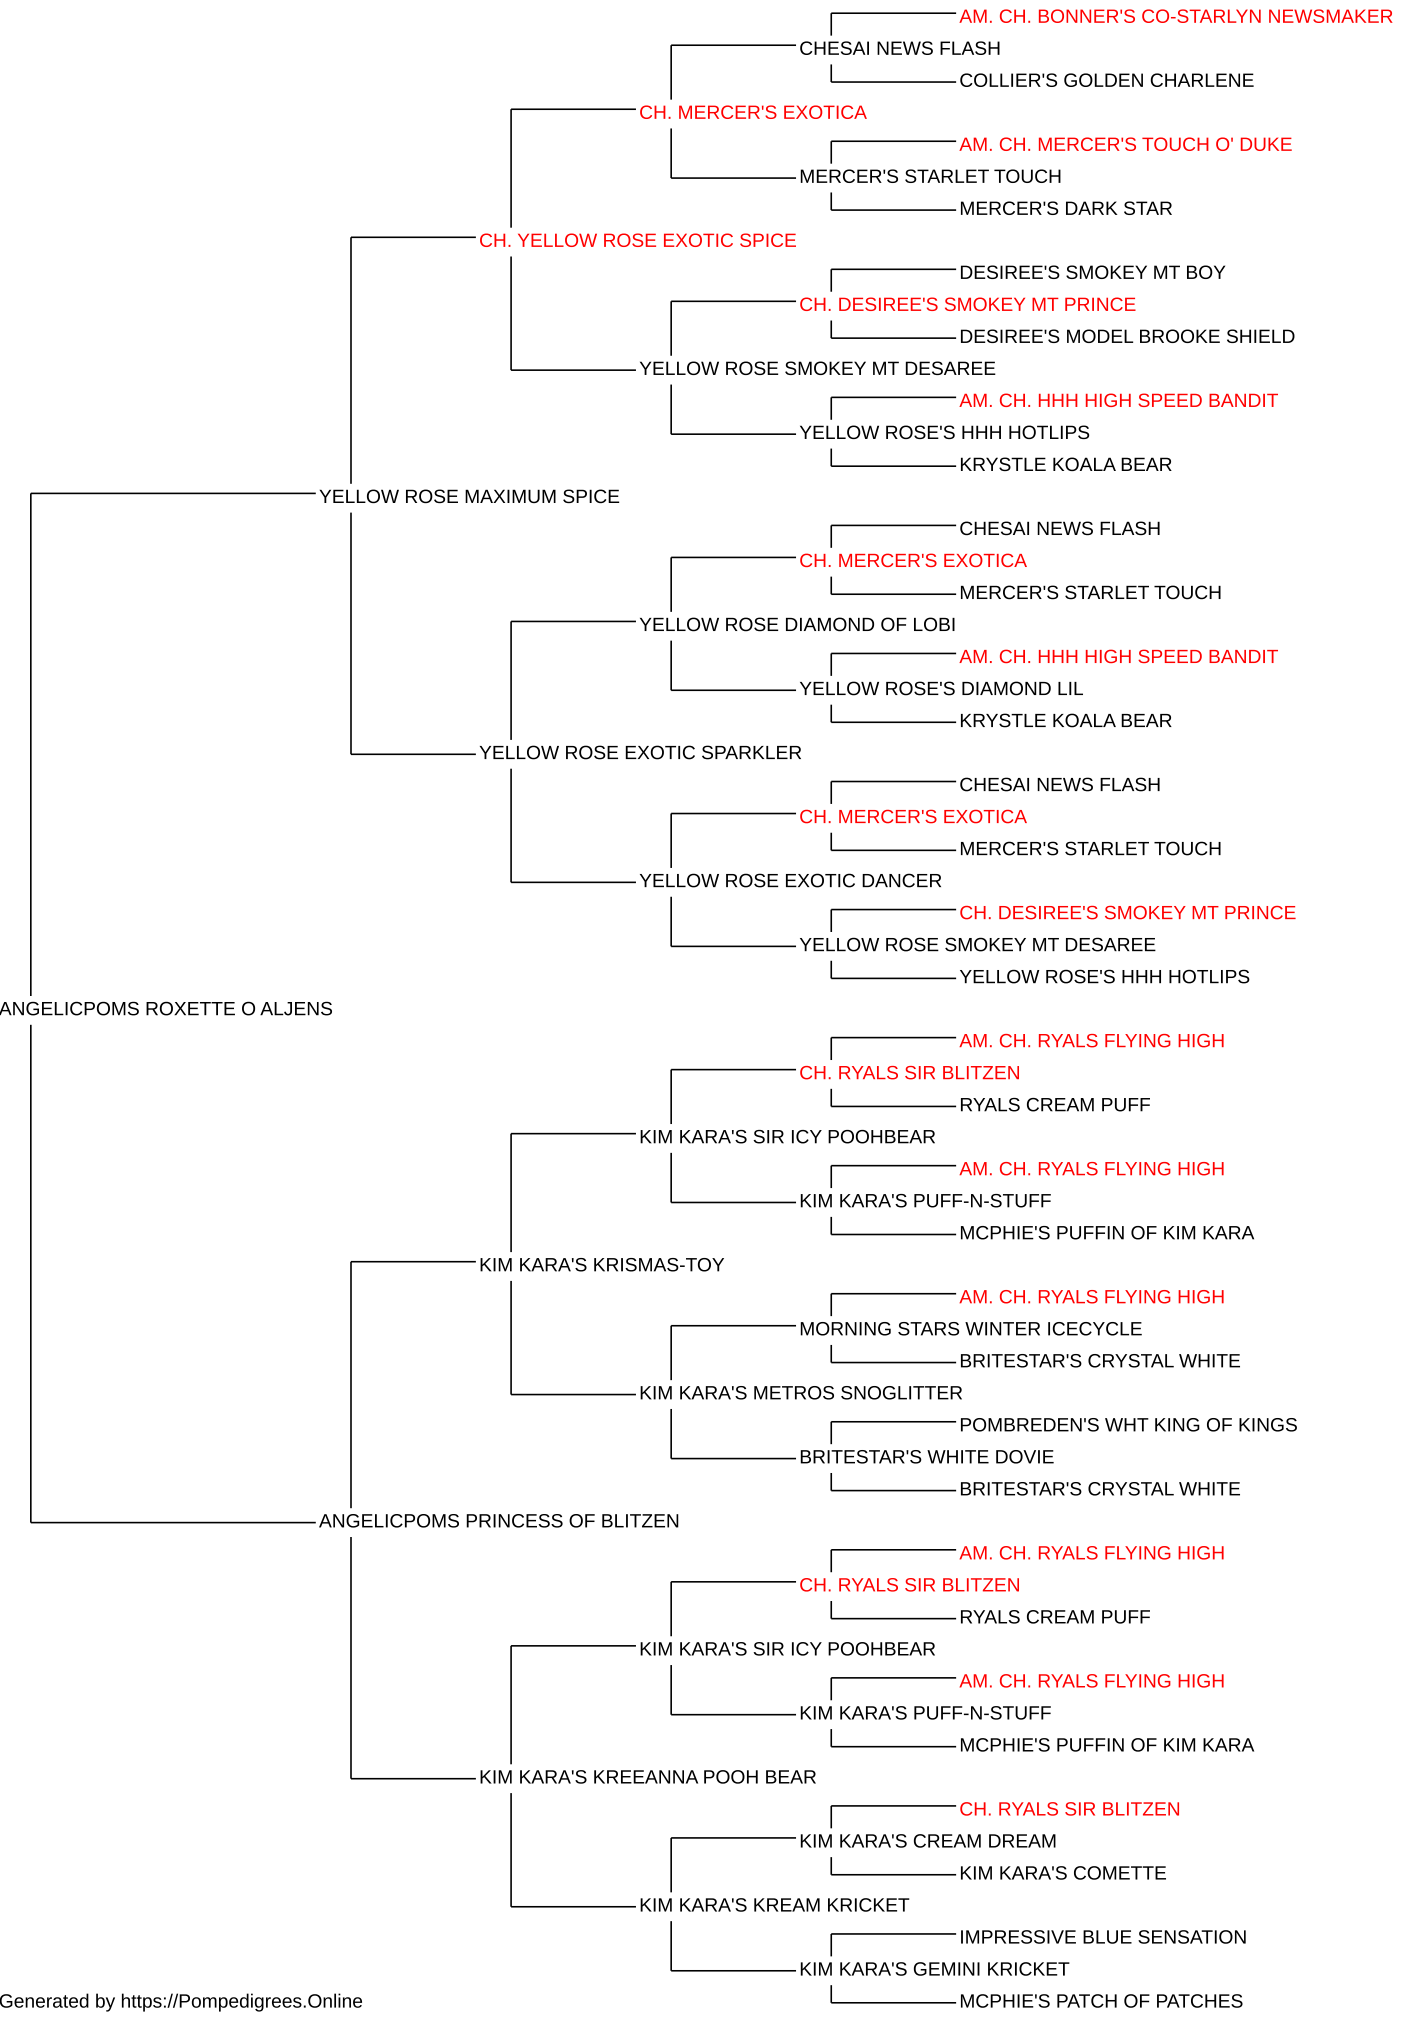 AM. CH. BONNER'S CO-STARLYN NEWSMAKER
CHESAI NEWS FLASH
COLLIER'S GOLDEN CHARLENE
CH. MERCER'S EXOTICA
AM. CH. MERCER'S TOUCH O' DUKE
MERCER'S STARLET TOUCH
MERCER'S DARK STAR
CH. YELLOW ROSE EXOTIC SPICE
DESIREE'S SMOKEY MT BOY
CH. DESIREE'S SMOKEY MT PRINCE
DESIREE'S MODEL BROOKE SHIELD
YELLOW ROSE SMOKEY MT DESAREE
AM. CH. HHH HIGH SPEED BANDIT
YELLOW ROSE'S HHH HOTLIPS
KRYSTLE KOALA BEAR
YELLOW ROSE MAXIMUM SPICE
CHESAI NEWS FLASH
CH. MERCER'S EXOTICA
MERCER'S STARLET TOUCH
YELLOW ROSE DIAMOND OF LOBI
AM. CH. HHH HIGH SPEED BANDIT
YELLOW ROSE'S DIAMOND LIL
KRYSTLE KOALA BEAR
YELLOW ROSE EXOTIC SPARKLER
CHESAI NEWS FLASH
CH. MERCER'S EXOTICA
MERCER'S STARLET TOUCH
YELLOW ROSE EXOTIC DANCER
CH. DESIREE'S SMOKEY MT PRINCE
YELLOW ROSE SMOKEY MT DESAREE
YELLOW ROSE'S HHH HOTLIPS
ANGELICPOMS ROXETTE O ALJENS
AM. CH. RYALS FLYING HIGH
CH. RYALS SIR BLITZEN
RYALS CREAM PUFF
KIM KARA'S SIR ICY POOHBEAR
AM. CH. RYALS FLYING HIGH
KIM KARA'S PUFF-N-STUFF
MCPHIE'S PUFFIN OF KIM KARA
KIM KARA'S KRISMAS-TOY
AM. CH. RYALS FLYING HIGH
MORNING STARS WINTER ICECYCLE
BRITESTAR'S CRYSTAL WHITE
KIM KARA'S METROS SNOGLITTER
POMBREDEN'S WHT KING OF KINGS
BRITESTAR'S WHITE DOVIE
BRITESTAR'S CRYSTAL WHITE
ANGELICPOMS PRINCESS OF BLITZEN
AM. CH. RYALS FLYING HIGH
CH. RYALS SIR BLITZEN
RYALS CREAM PUFF
KIM KARA'S SIR ICY POOHBEAR
AM. CH. RYALS FLYING HIGH
KIM KARA'S PUFF-N-STUFF
MCPHIE'S PUFFIN OF KIM KARA
KIM KARA'S KREEANNA POOH BEAR
CH. RYALS SIR BLITZEN
KIM KARA'S CREAM DREAM
KIM KARA'S COMETTE
KIM KARA'S KREAM KRICKET
IMPRESSIVE BLUE SENSATION
KIM KARA'S GEMINI KRICKET
MCPHIE'S PATCH OF PATCHES
Generated by https://Pompedigrees.Online